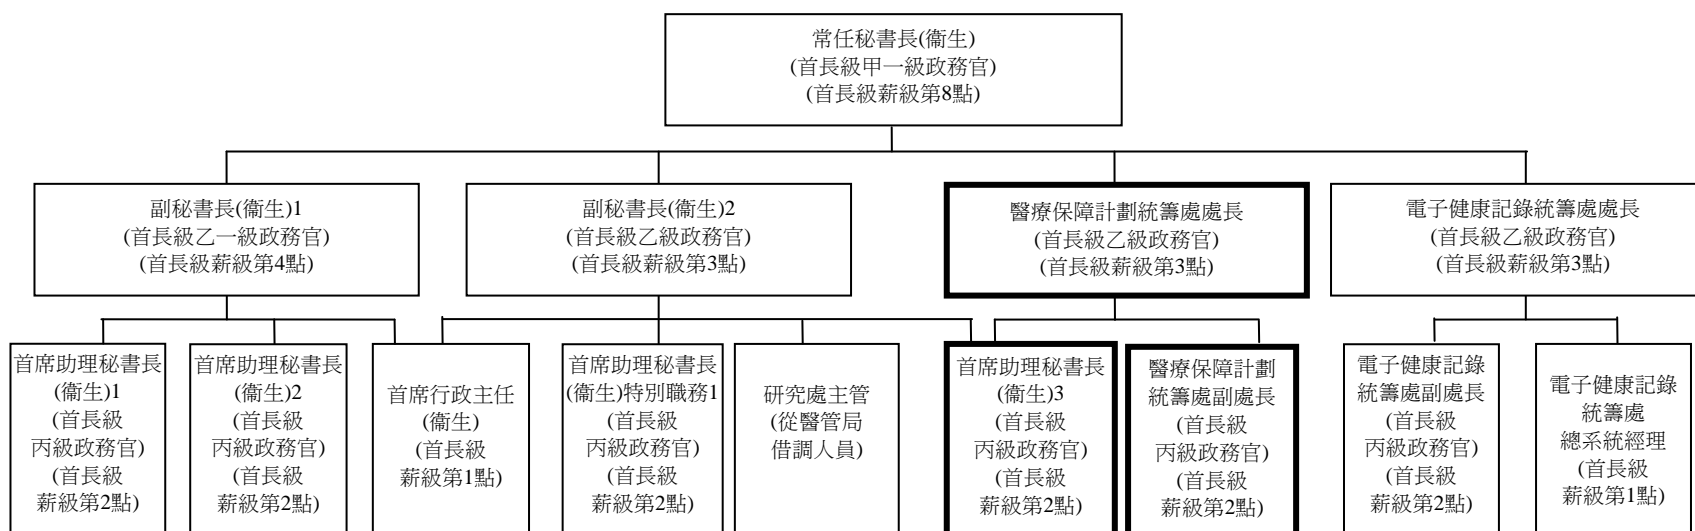 常任秘書長(衞生)
(首長級甲一級政務官)
(首長級薪級第8點)
副秘書長(衞生)1
(首長級乙一級政務官)
(首長級薪級第4點)
副秘書長(衞生)2
(首長級乙級政務官)
(首長級薪級第3點)
醫療保障計劃統籌處處長
(首長級乙級政務官)
(首長級薪級第3點)
電子健康記錄統籌處處長
(首長級乙級政務官)
(首長級薪級第3點)
首席助理秘書長
(衞生)1
(首長級
丙級政務官)
(首長級
薪級第2點)
首席助理秘書長
(衞生)2
(首長級
丙級政務官)
(首長級
薪級第2點)
首席行政主任
(衞生)
(首長級
薪級第1點)
首席助理秘書長
(衞生)特別職務1
(首長級
丙級政務官)
(首長級
薪級第2點)
研究處主管
(從醫管局
借調人員)
首席助理秘書長
(衞生)3
(首長級
丙級政務官)
(首長級
薪級第2點)
醫療保障計劃
統籌處副處長
(首長級
丙級政務官)
(首長級
薪級第2點)
電子健康記錄
統籌處副處長
(首長級
丙級政務官)
(首長級
薪級第2點)
電子健康記錄
統籌處
總系統經理
(首長級
薪級第1點)